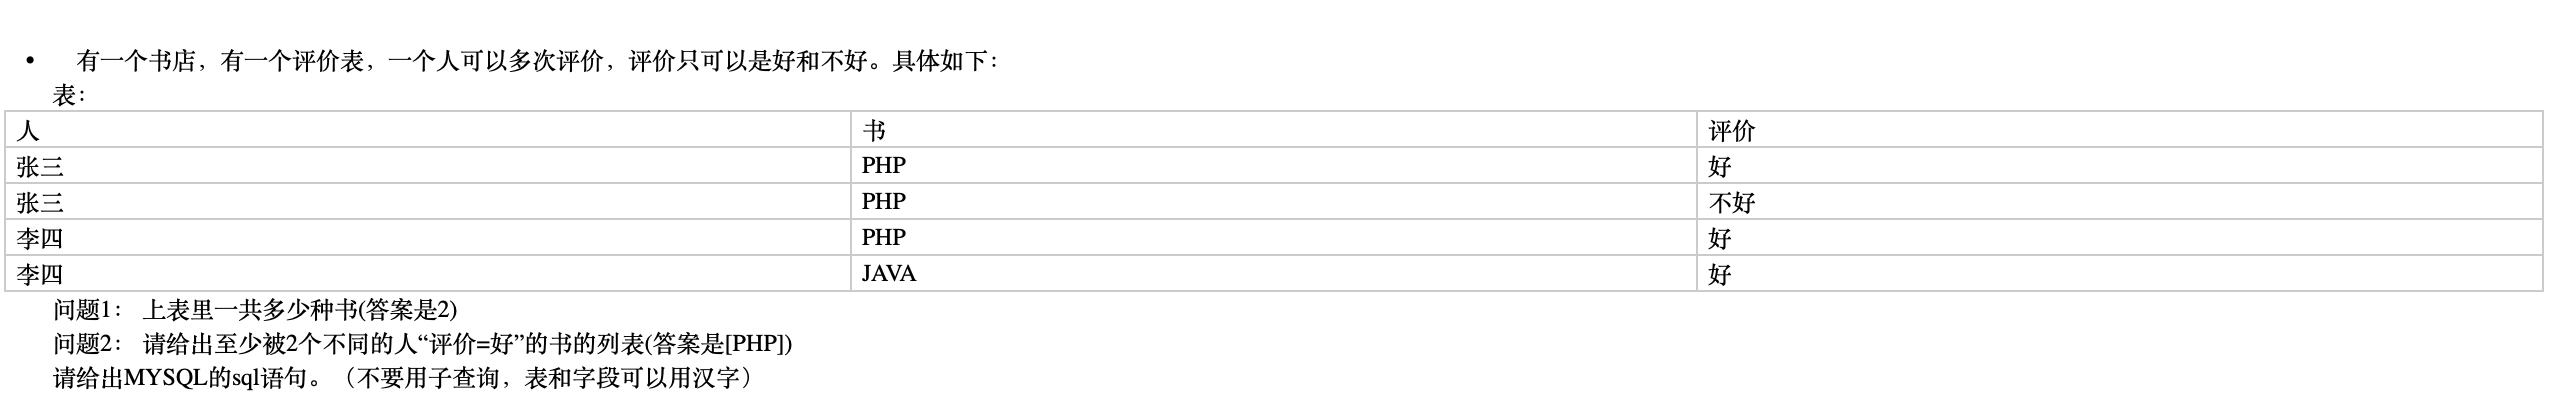 • 有一个书店，有一个评价表，一个人可以多次评价，评价只可以是好和不好。具体如下：
表：
人 书 评价
张三 PHP 好
张三 PHP 不好
李四 PHP 好
李四 JAVA 好
问题1： 上表里一共多少种书(答案是2)
问题2： 请给出至少被2个不同的人“评价=好”的书的列表(答案是[PHP])
请给出MYSQL的sql语句。（不要用子查询，表和字段可以用汉字）